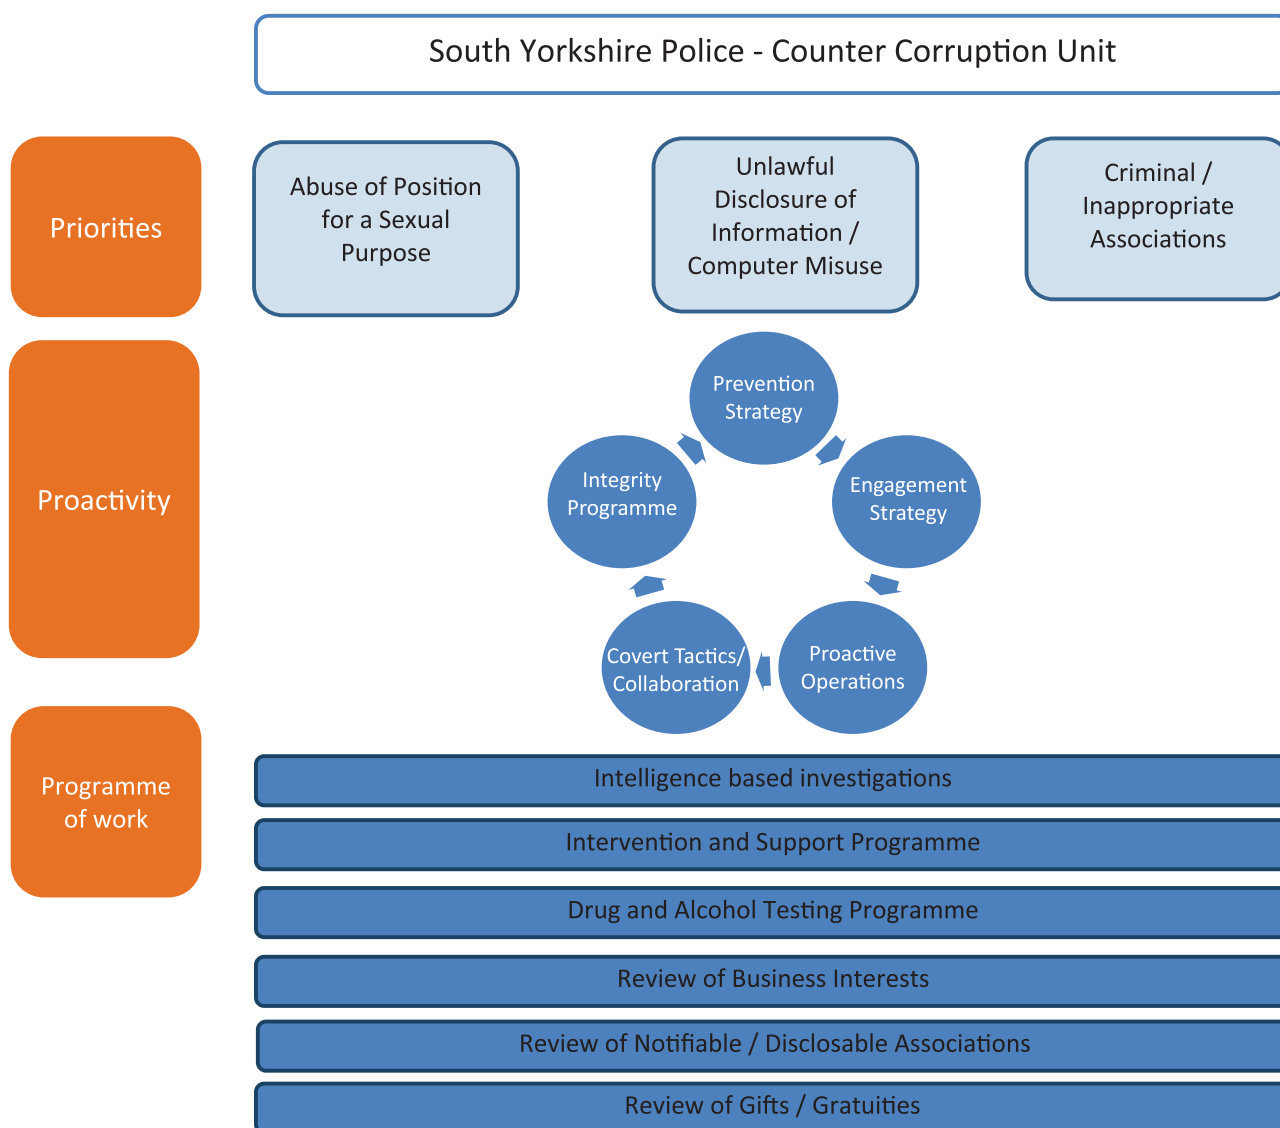 South Yorkshire Police - Counter Corruption Unit
Priorities
Abuse of Position
for a Sexual
Purpose
Unlawful
Disclosure of
Information /
Computer Misuse
Criminal /
Inappropriate
Associations
Proactivity
Prevention
Strategy
Engagement
Strategy
Proactive
Operations
Covert Tactics/
Collaboration
Integrity
Programme
Programme
of work
Intelligence based investigations
Intervention and Support Programme
Drug and Alcohol Testing Programme
Review of Business Interests
Review of Notifiable / Disclosable Associations
Review of Gifts / Gratuities